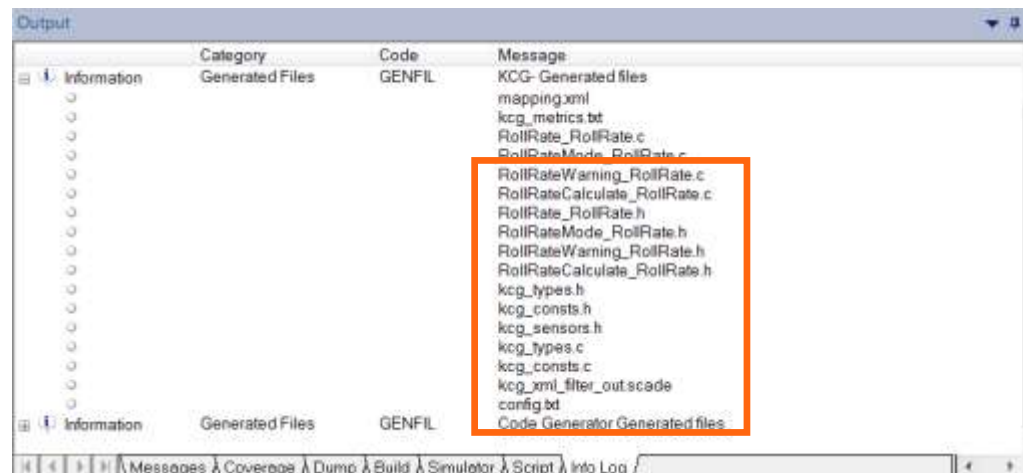 Output
Category Code Message
Information Generated Files GENFIL KCG- Generated files
mapping.xml
kcg_metrics.txt
RollRate_RollRate.c
RollRateMode_RollRate.c
RollRateWarning_RollRate.c
RollRateCalculate_RollRate.c
RollRate_RollRate.h
RollRateMode_RollRate.h
RollRateWarning_RollRate.h
RollRateCalculate_RollRate.h
kcg_types.h
kcg_consts.h
kcg_sensors.h
kcg_types.c
kcg_consts.c
kcg_xml_filter_out.scade
config.txt
Information Generated Files GENFIL Code Generator Generated files
Messages Coverage Dump Build Simulator Script Info Log